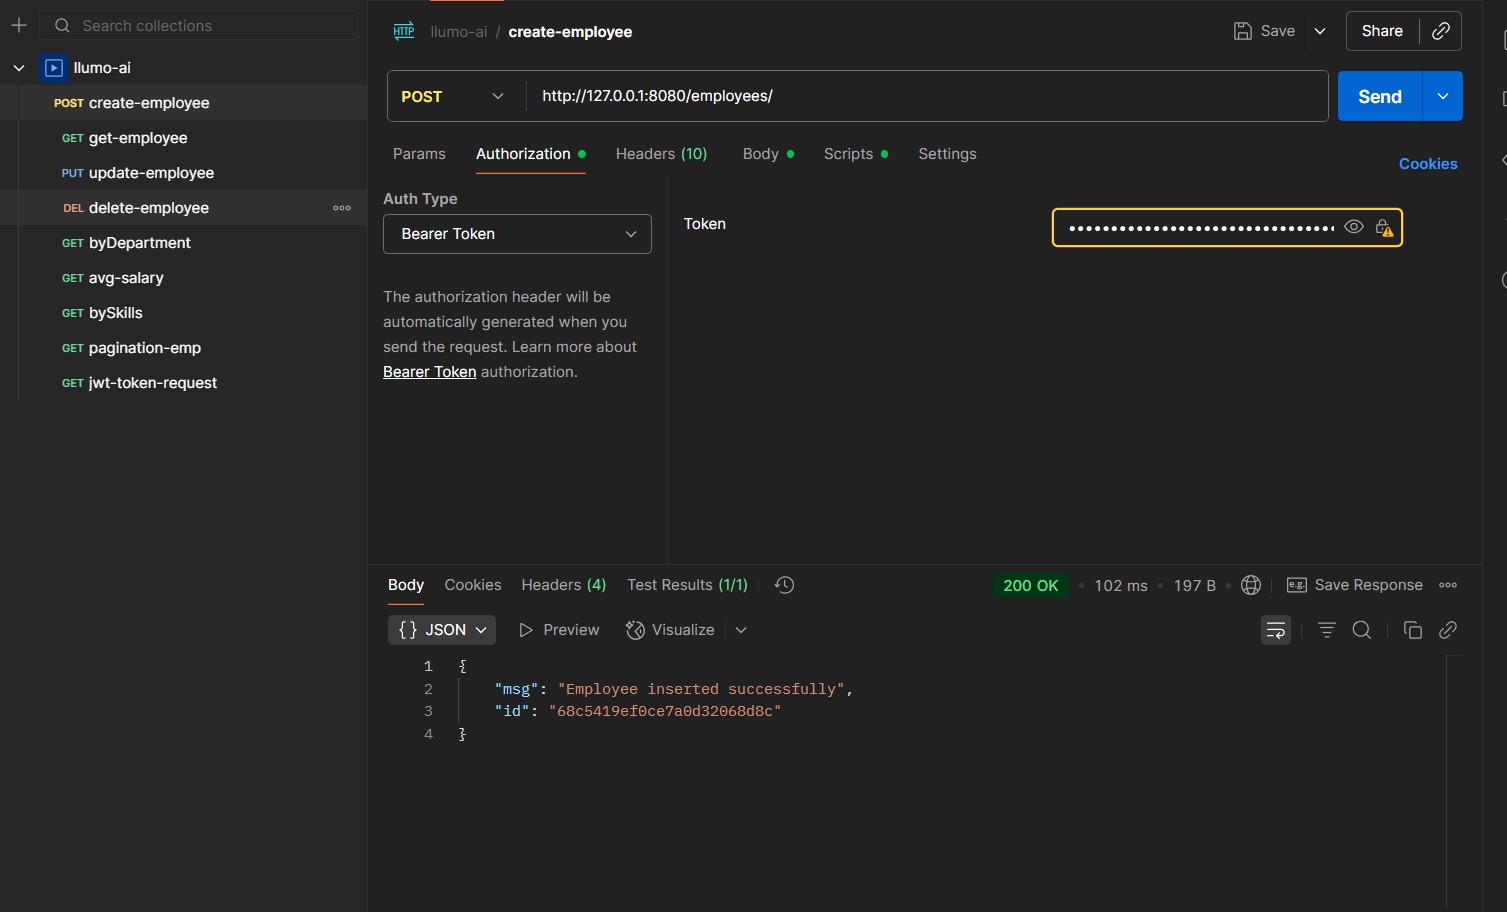 Search collections
llumo-ai
POST create-employee
GET get-employee
PUT update-employee
DEL delete-employee
GET byDepartment
GET avg-salary
GET bySkills
GET pagination-emp
GET jwt-token-request
HTTP llumo-ai / create-employee
Save
Share
POST http://127.0.0.1:8080/employees/
Send
Params Authorization Headers (10) Body Scripts Settings
Cookies
Auth Type
Bearer Token
The authorization header will be
automatically generated when you
send the request. Learn more about
Bearer Token authorization.
Token
Body Cookies Headers (4) Test Results (1/1)
200 OK • 102 ms • 197 B e.g. Save Response
{} JSON Preview Visualize
1 {
2 "msg": "Employee inserted successfully",
3 "id": "68c5419ef0ce7a0d32068d8c"
4 }